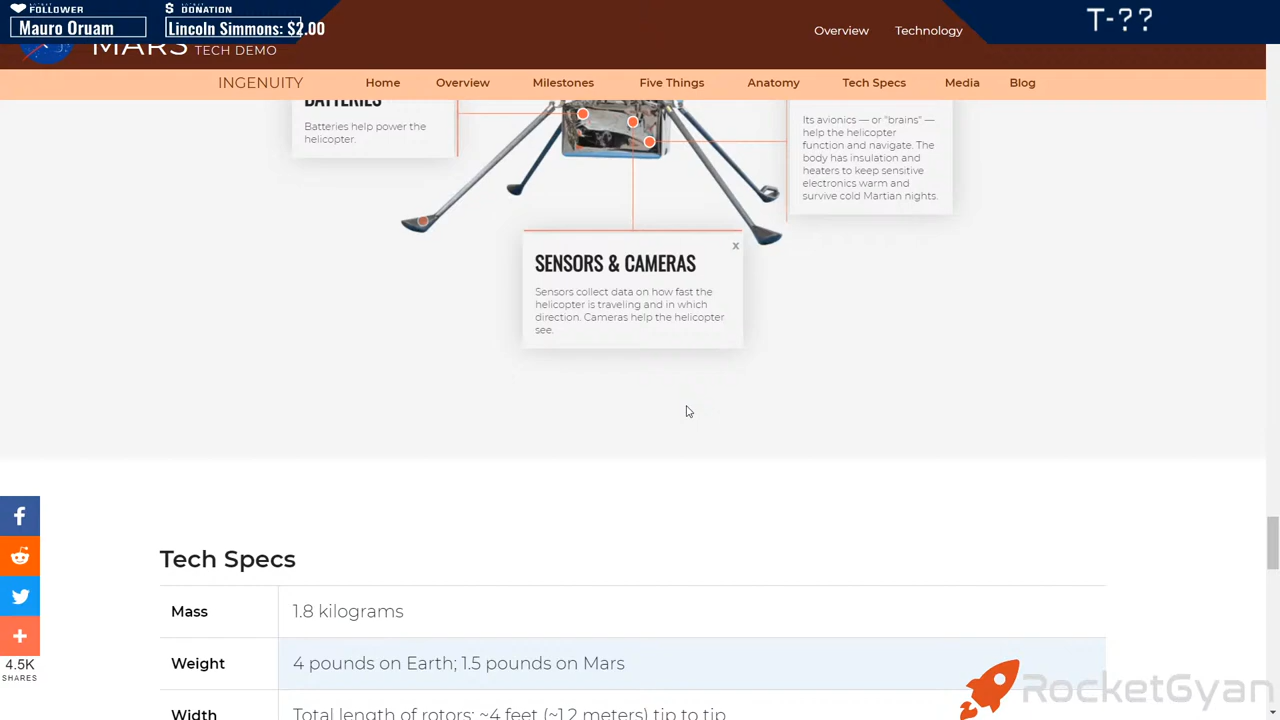 FOLLOWER
Mauro Oruam
DONATION
Lincoln Simmons: $2.00
T-??
MARS
TECH DEMO
Overview
Technology
INGENUITY
Home
Overview
Milestones
Five Things
Anatomy
Tech Specs
Media
Blog
BATTERIES
Batteries help power the
helicopter.
Its avionics — or "brains" —
help the helicopter
function and navigate. The
body has insulation and
heaters to keep sensitive
electronics warm and
survive cold Martian nights.
x
SENSORS & CAMERAS
Sensors collect data on how fast the
helicopter is traveling and in which
direction. Cameras help the helicopter
see.
4.5K
SHARES
Tech Specs
Mass
1.8 kilograms
Weight
4 pounds on Earth; 1.5 pounds on Mars
Width
Total length of rotors: ~4 feet (~1.2 meters) tip to tip
RocketGyan